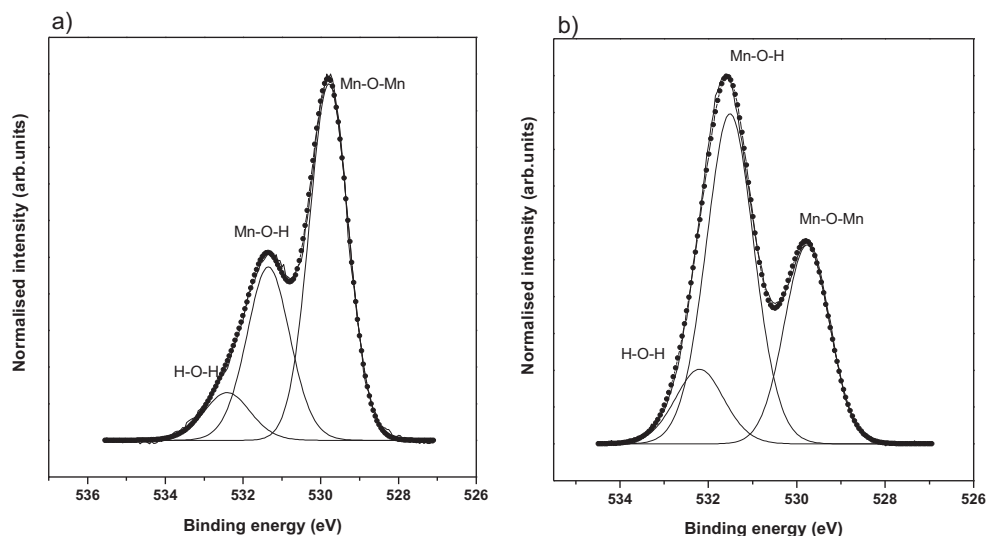 a)
Normalised intensity (arb.units)
Mn-O-Mn
Mn-O-H
H-O-H
536
534
532
530
528
526
Binding energy (eV)
b)
Normalised intensity (arb.units)
Mn-O-H
Mn-O-Mn
H-O-H
534
532
530
528
526
Binding energy (eV)